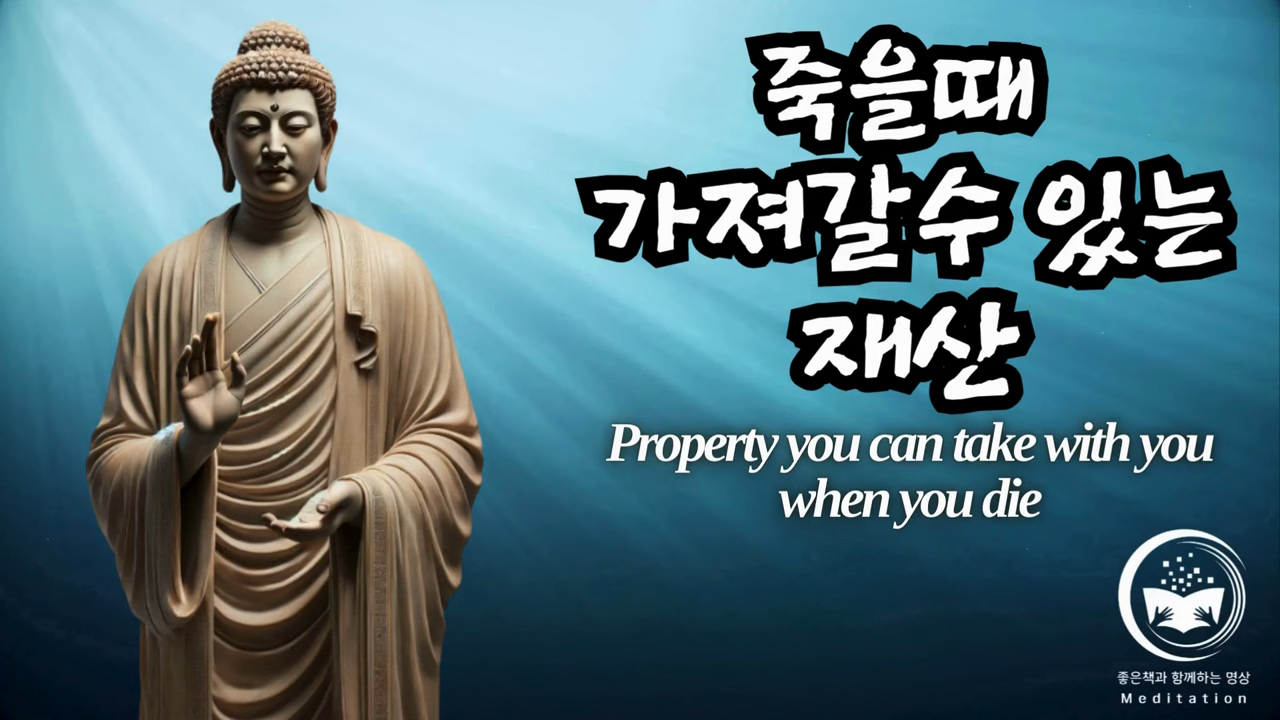 죽을때
가져갈수 있는
재산
Property you can take with you
when you die
좋은책과 함께하는 명상
Meditation